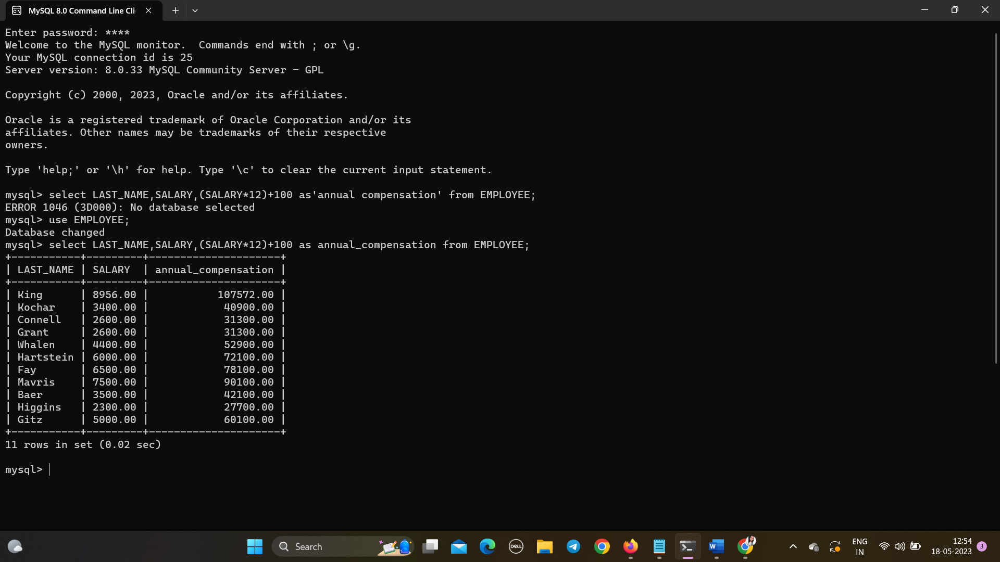 MySQL 8.0 Command Line Cli
Enter password: ****
Welcome to the MySQL monitor.  Commands end with ; or \g.
Your MySQL connection id is 25
Server version: 8.0.33 MySQL Community Server - GPL

Copyright (c) 2000, 2023, Oracle and/or its affiliates.

Oracle is a registered trademark of Oracle Corporation and/or its
affiliates. Other names may be trademarks of their respective
owners.

Type 'help;' or '\h' for help. Type '\c' to clear the current input statement.

mysql> select LAST_NAME,SALARY,(SALARY*12)+100 as'annual compensation' from EMPLOYEE;
ERROR 1046 (3D000): No database selected
mysql> use EMPLOYEE;
Database changed
mysql> select LAST_NAME,SALARY,(SALARY*12)+100 as annual_compensation from EMPLOYEE;
+-----------+---------+---------------------+
| LAST_NAME | SALARY  | annual_compensation |
+-----------+---------+---------------------+
| King      | 8956.00 |           107572.00 |
| Kochar    | 3400.00 |            40900.00 |
| Connell   | 2600.00 |            31300.00 |
| Grant     | 2600.00 |            31300.00 |
| Whalen    | 4400.00 |            52900.00 |
| Hartstein | 6000.00 |            72100.00 |
| Fay       | 6500.00 |            78100.00 |
| Mavris    | 7500.00 |            90100.00 |
| Baer      | 3500.00 |            42100.00 |
| Higgins   | 2300.00 |            27700.00 |
| Gitz      | 5000.00 |            60100.00 |
+-----------+---------+---------------------+
11 rows in set (0.02 sec)

mysql>
Search
DELL
W
ENG
IN
12:54
18-05-2023
3